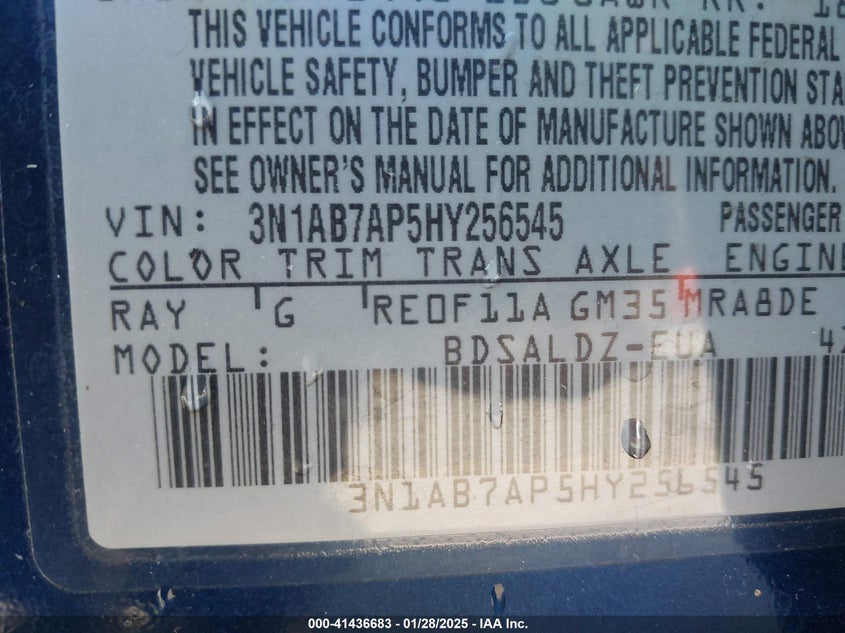 THIS VEHICLE CONFORMS TO ALL APPLICABLE FEDERAL
VEHICLE SAFETY, BUMPER AND THEFT PREVENTION STA
IN EFFECT ON THE DATE OF MANUFACTURE SHOWN ABOV
SEE OWNER'S MANUAL FOR ADDITIONAL INFORMATION.
VIN: 3N1AB7AP5HY256545 PASSENGER
COLOR TRIM TRANS AXLE ENGINE
RAY G RE0F11A GM35 MRA8DE
MODEL: BDSALDZ-EUA 42
3N1AB7AP5HY256545
000-41436683 / 01/28/2025 - IAA Inc.